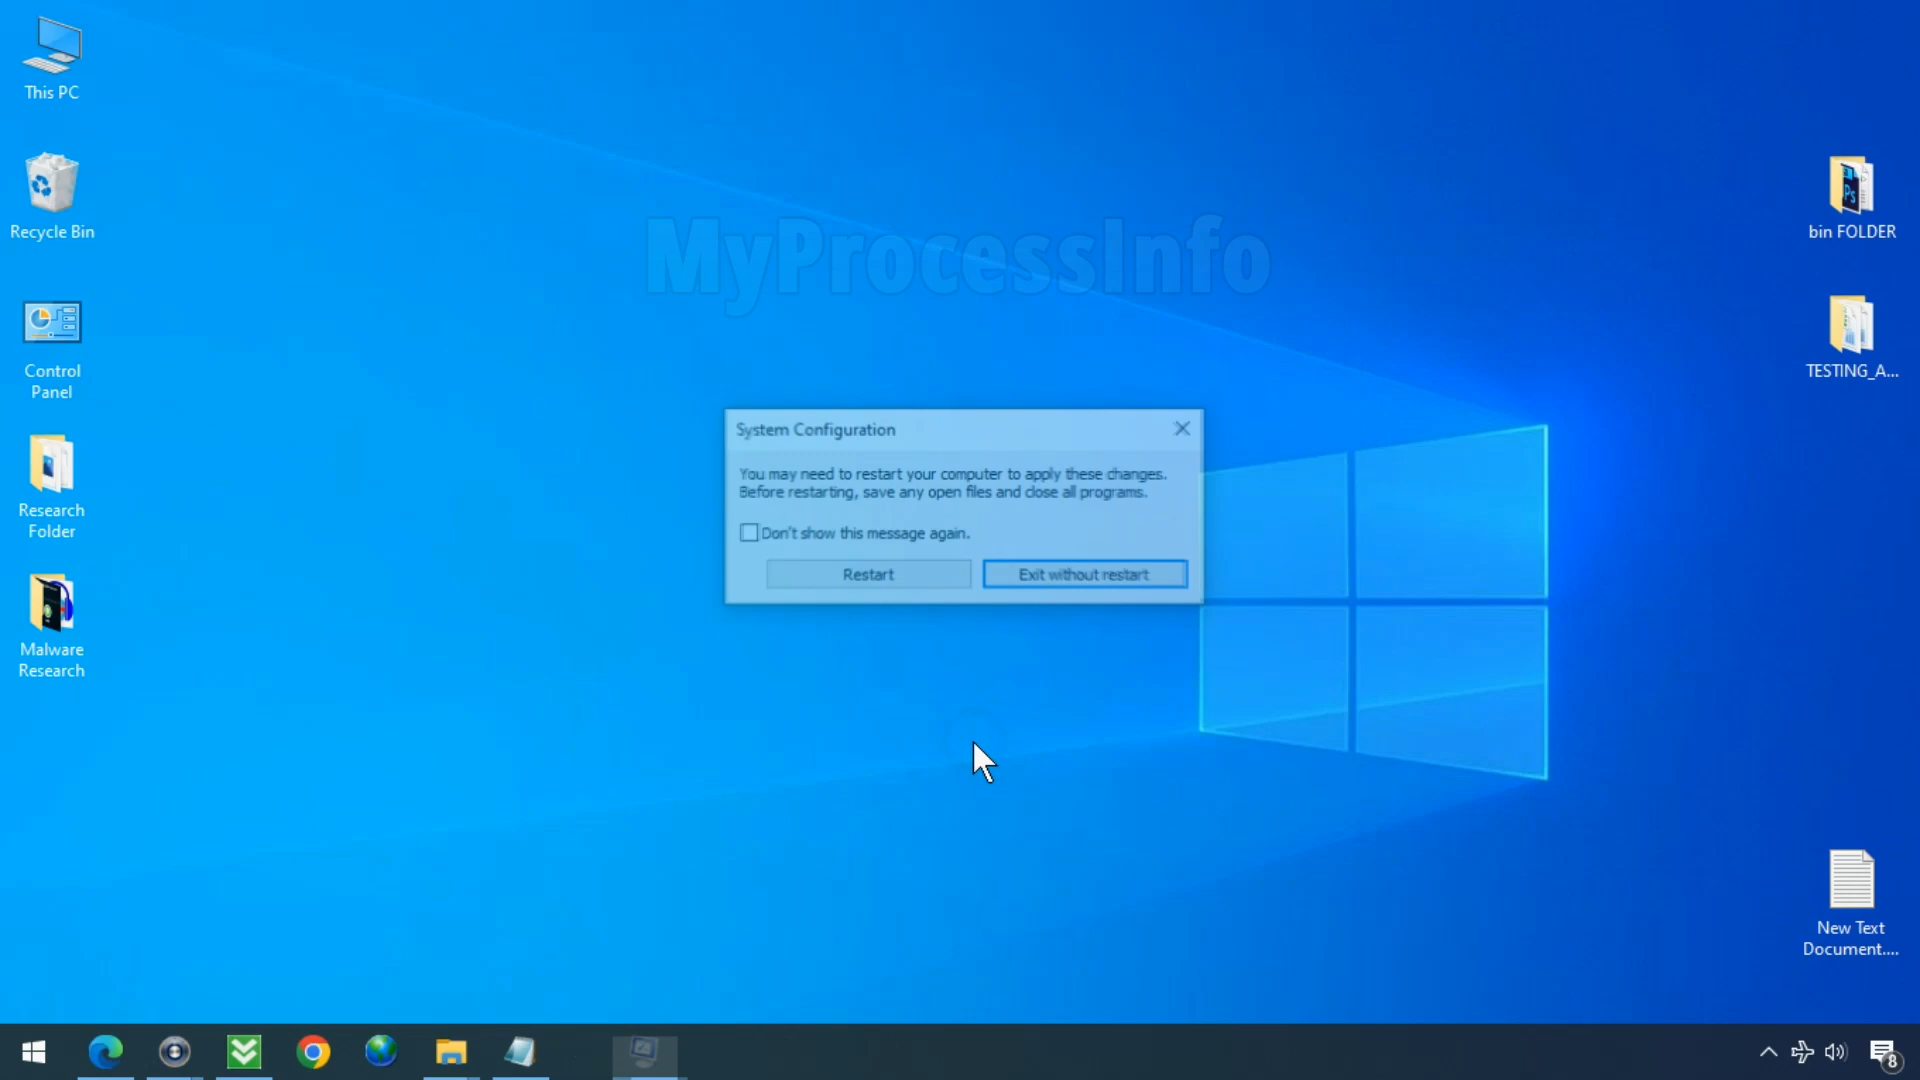 This PC
Recycle Bin
Control
Panel
Research
Folder
Malware
Research
MyProcessInfo
System Configuration
You may need to restart your computer to apply these changes.
Before restarting, save any open files and close all programs.
Don't show this message again.
Restart
Exit without restart
Ps
bin FOLDER
TESTING_A...
New Text
Document....
8